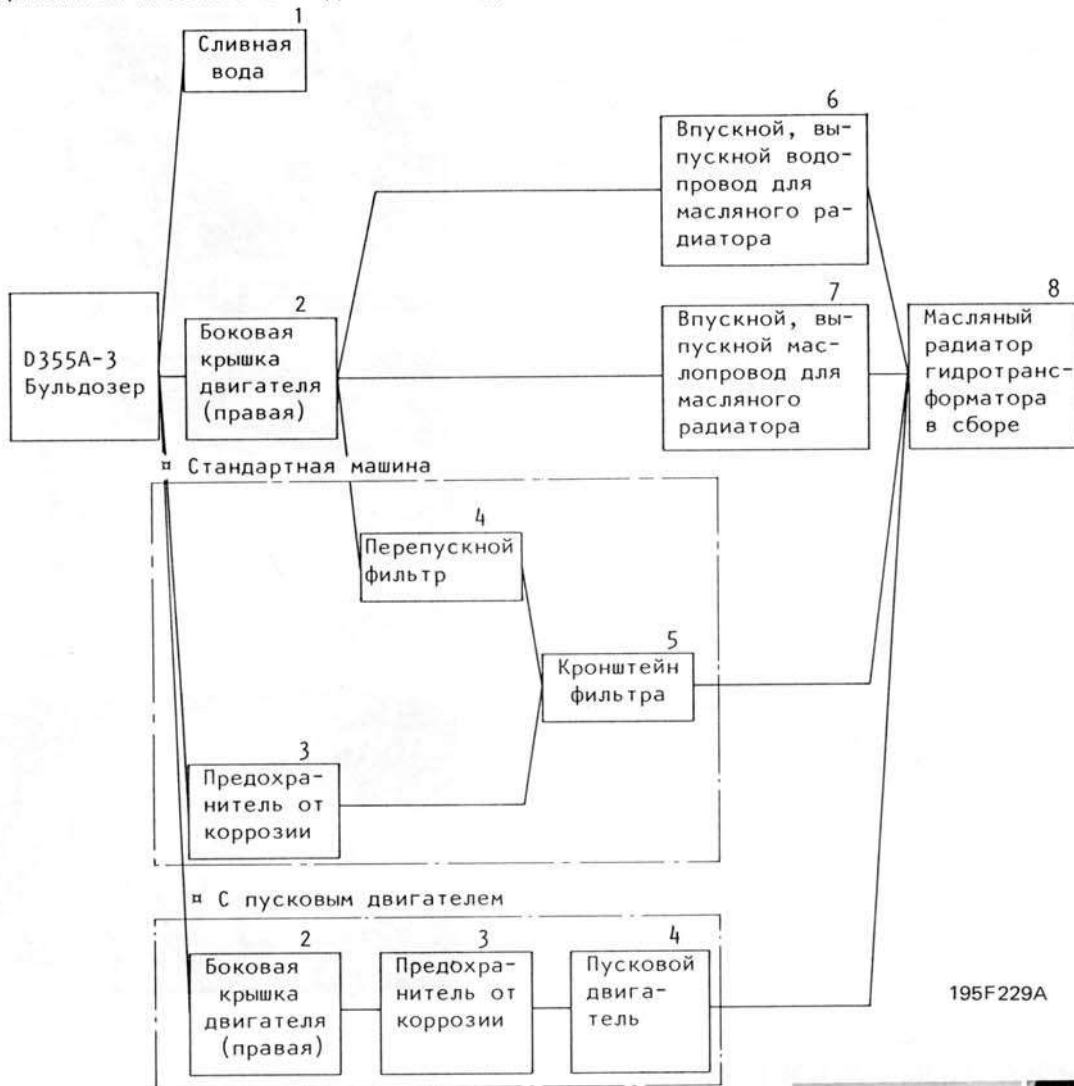 1
Сливная
вода
6
Впускной, вы-
пускной водо-
провод для
масляного ра-
диатора
D355A-3
Бульдозер
2
Боковая
крышка
двигателя
(правая)
7
Впускной, вы-
пускной мас-
лопровод для
масляного
радиатора
8
Масляный
радиатор
гидротранс-
форматора
в сборе
¤ Стандартная машина
4
Перепускной
фильтр
5
Кронштейн
фильтра
3
Предохра-
нитель от
коррозии
¤ С пусковым двигателем
2
Боковая
крышка
двигателя
(правая)
3
Предохра-
нитель от
коррозии
4
Пусковой
двига-
тель
195F229A